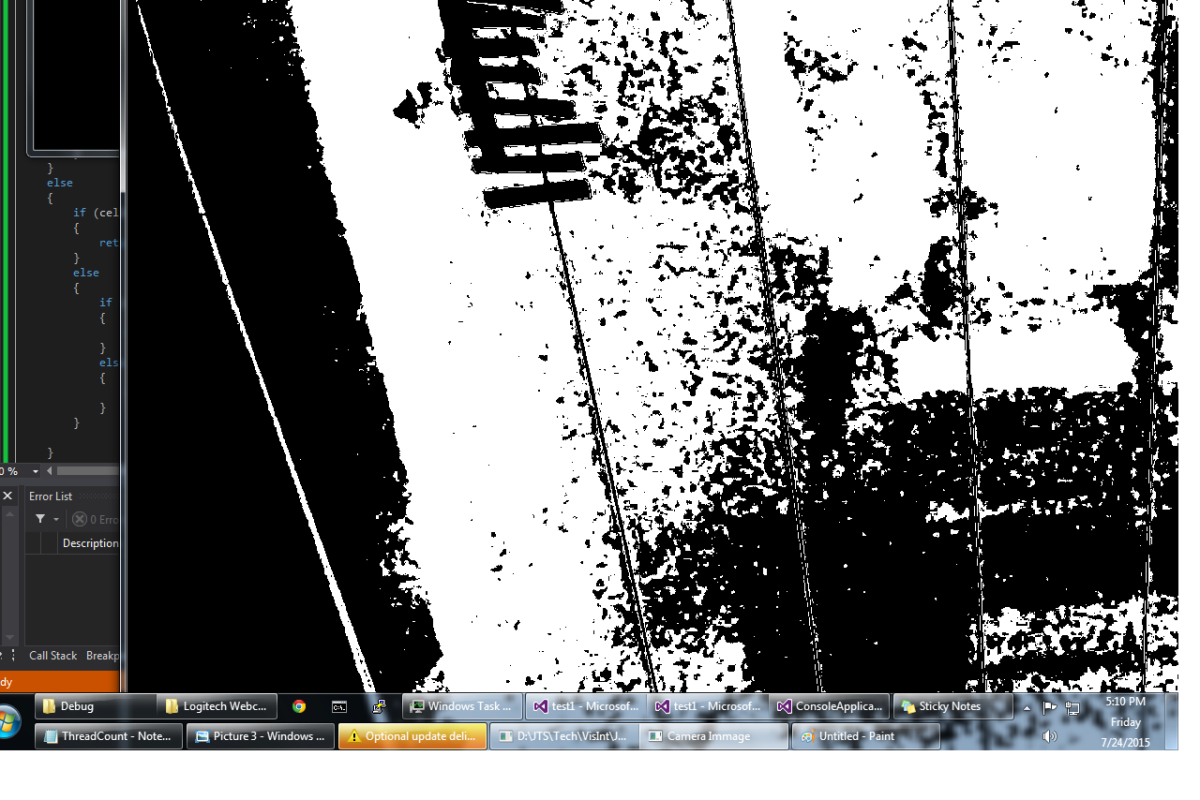 }
else
{
if (cel
{
ret
}
else
{
if
{
}
els
{
}
}
}
0 %
Error List
0 Erro
Description
Call Stack Breakp
dy
Debug
Logitech Webc...
C:\.
Windows Task ...
test1 - Microsof...
test1 - Microsof...
ConsoleApplica...
Sticky Notes
5:10 PM
Friday
7/24/2015
ThreadCount - Note...
Picture 3 - Windows ...
Optional update deli...
D:\JTS\Tech\VisInt\J...
Camera Immage
Untitled - Paint